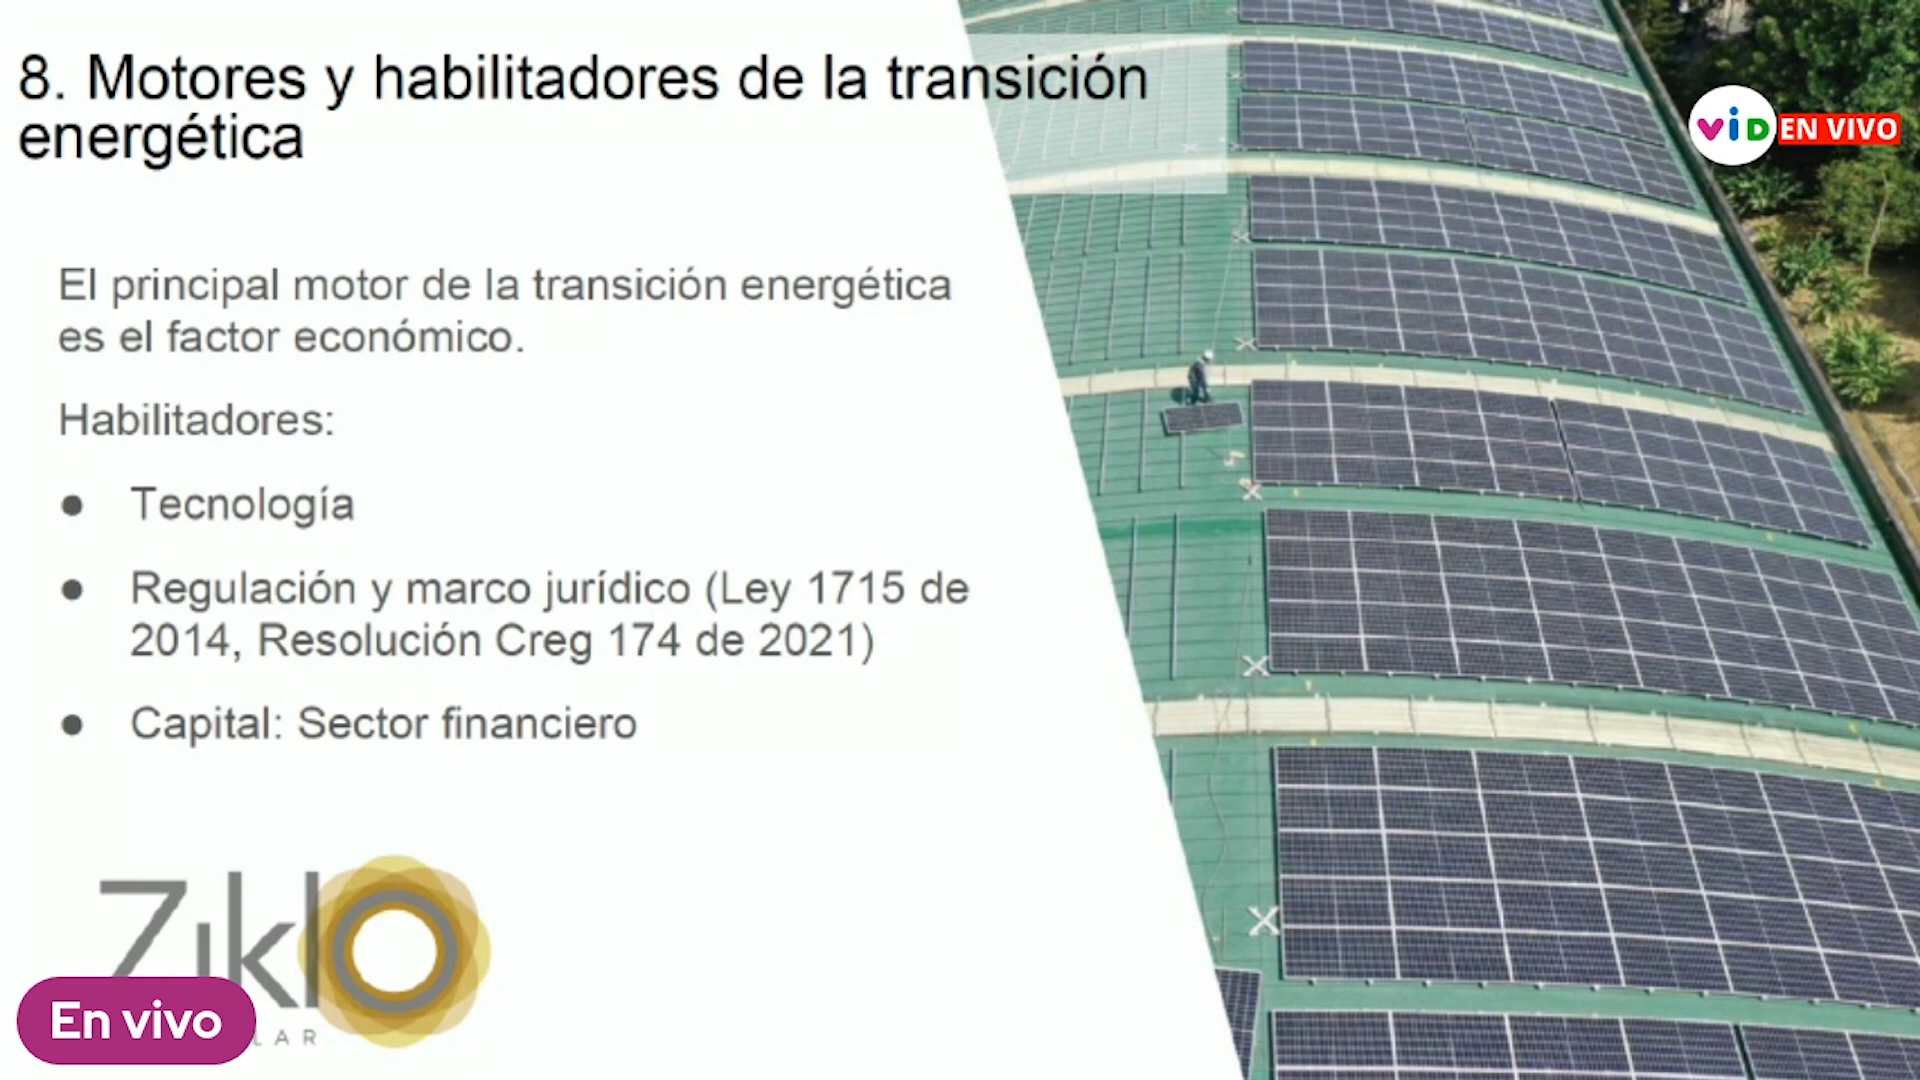 8. Motores y habilitadores de la transición
energética
VID EN VIVO
El principal motor de la transición energética
es el factor económico.
Habilitadores:
● Tecnología
● Regulación y marco jurídico (Ley 1715 de
2014, Resolución Creg 174 de 2021)
● Capital: Sector financiero
Ziklo
En vivo
LAR